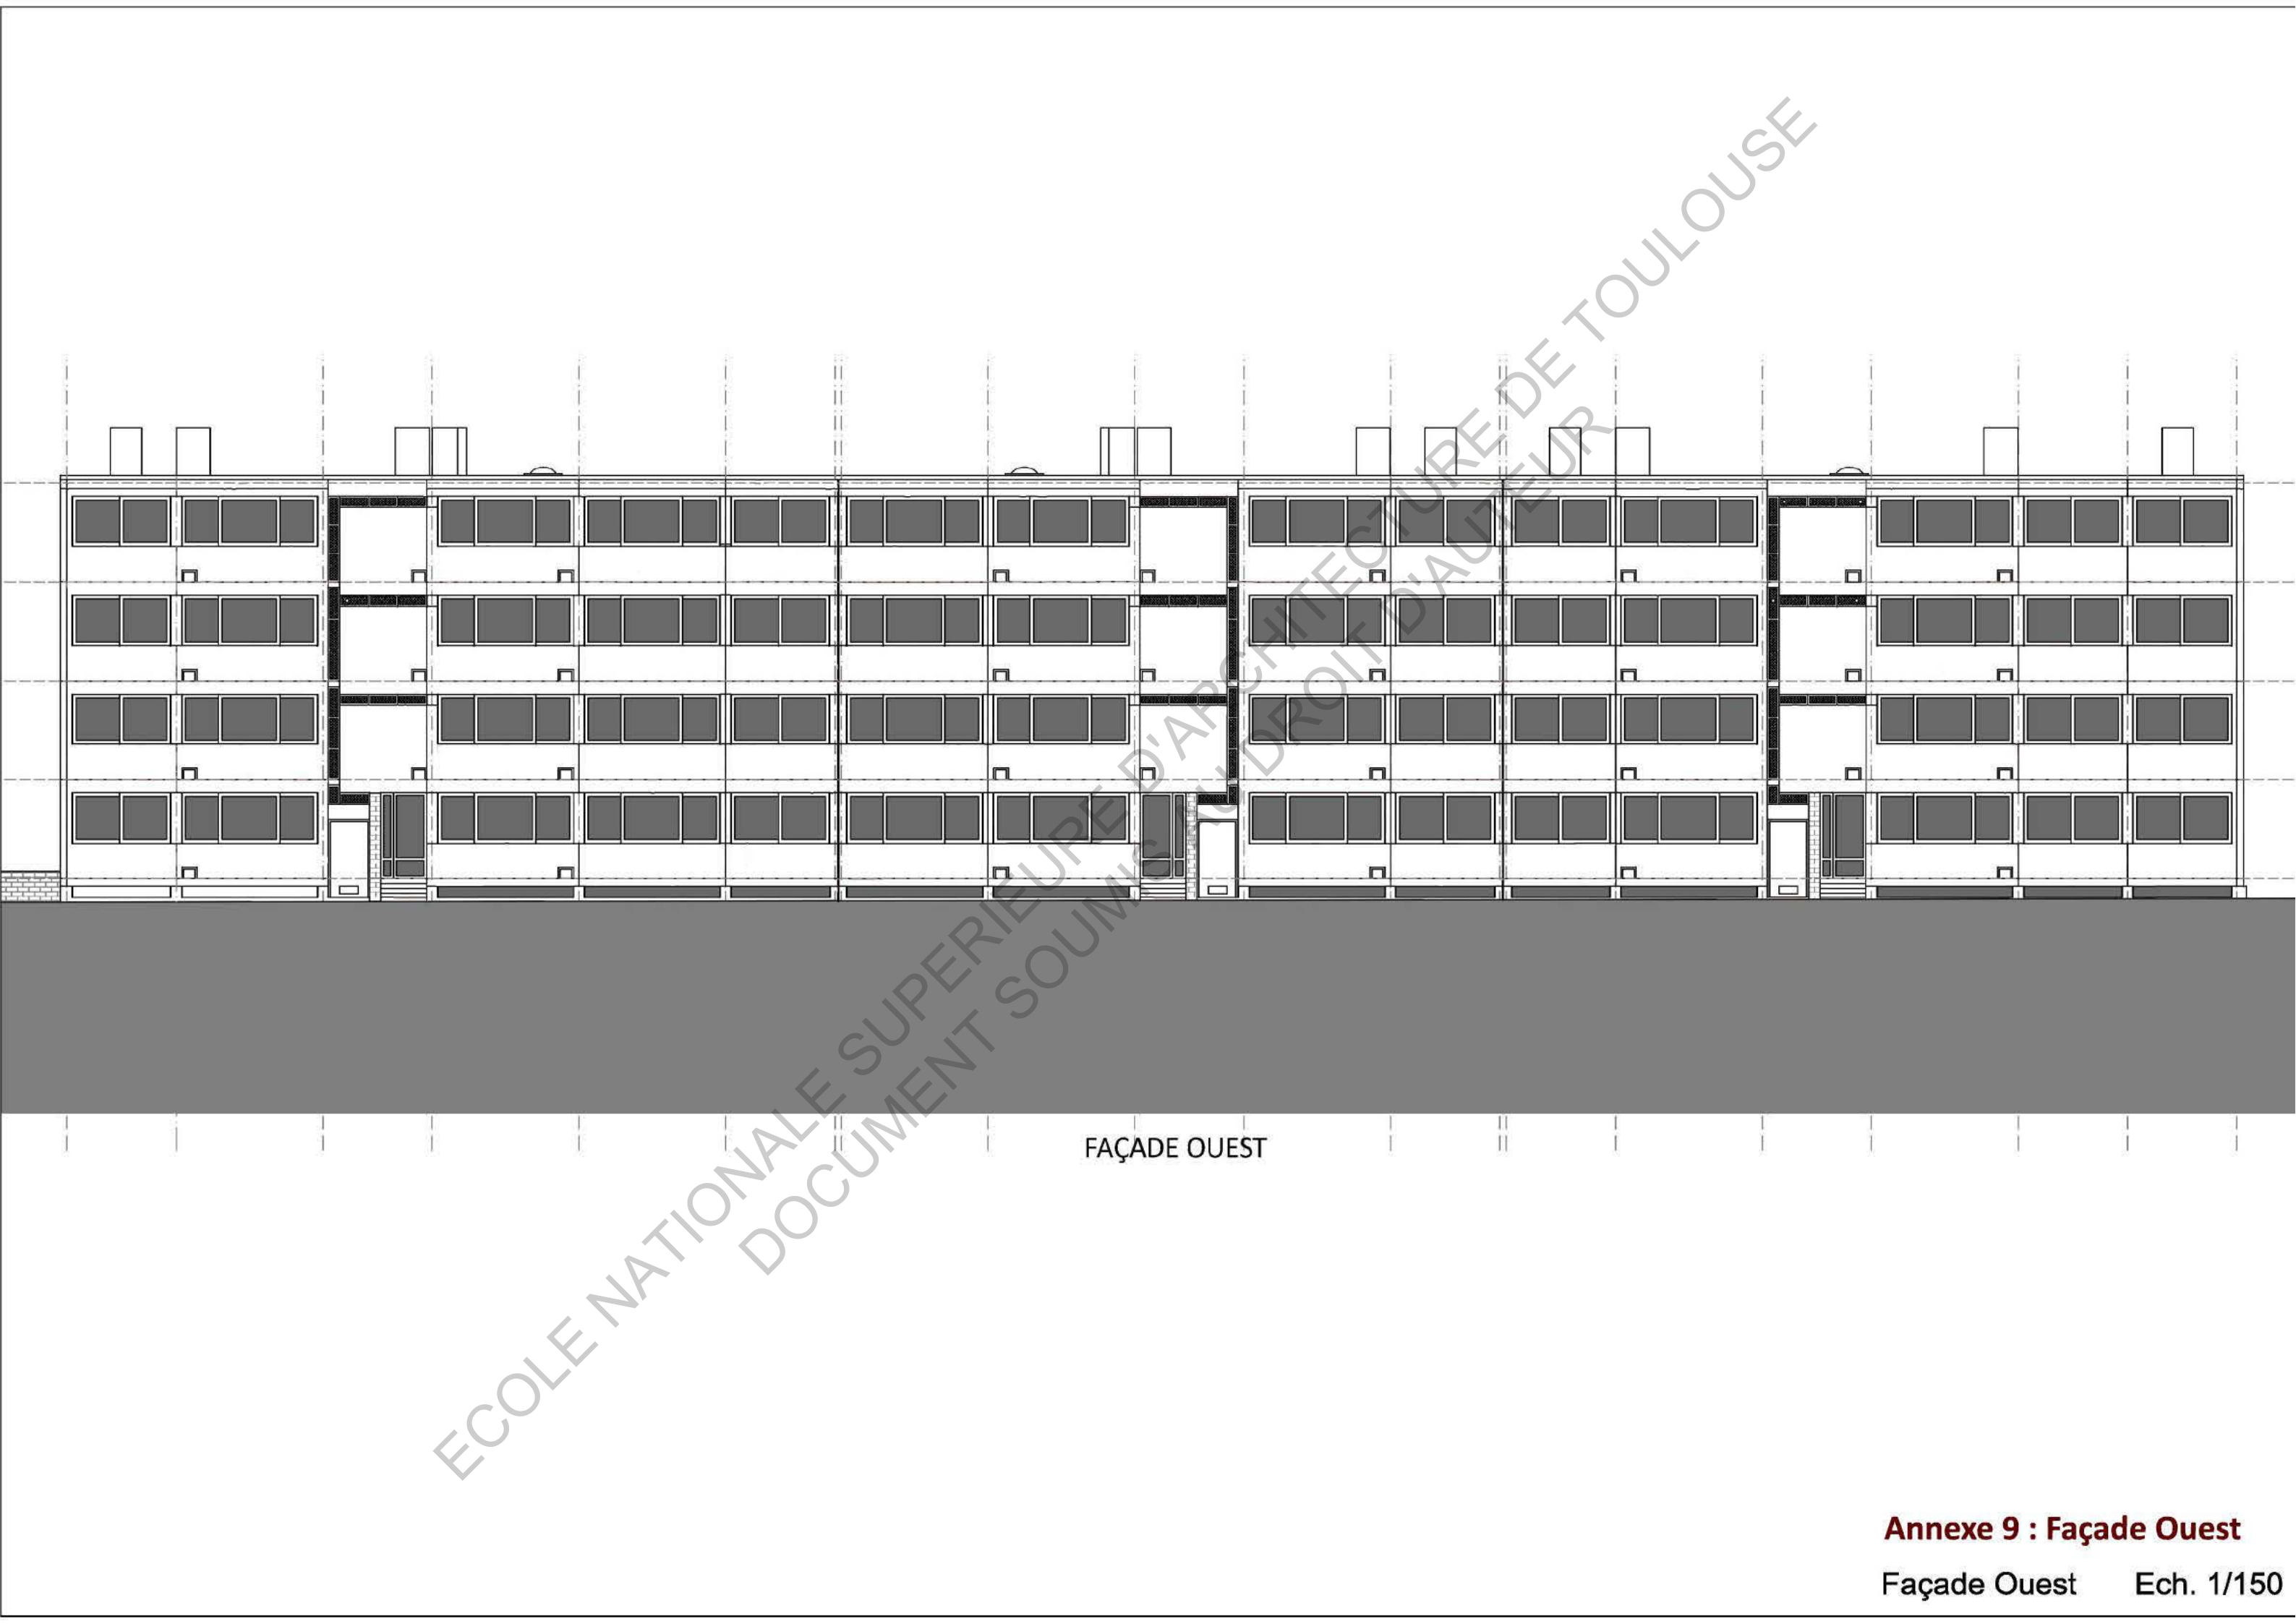 ECOLE NATIONALE SUPERIEURE D'ARCHITECTURE DE TOULOUSE
DOCUMENT SOUMIS AU DROIT D'AUTEUR
FAÇADE OUEST
Annexe 9 : Façade Ouest
Façade Ouest Ech. 1/150